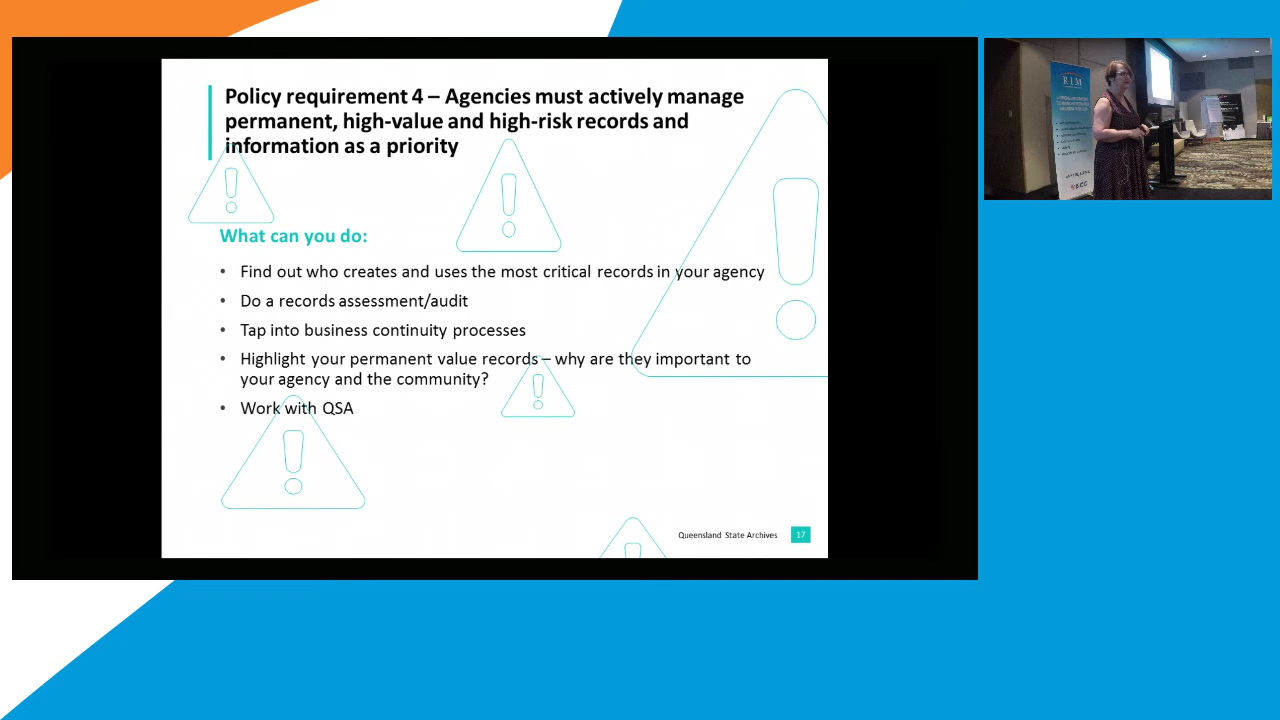 Policy requirement 4 – Agencies must actively manage
permanent, high-value and high-risk records and
information as a priority
What can you do:
• Find out who creates and uses the most critical records in your agency
• Do a records assessment/audit
• Tap into business continuity processes
• Highlight your permanent value records – why are they important to
your agency and the community?
• Work with QSA
Queensland State Archives 17
RIM